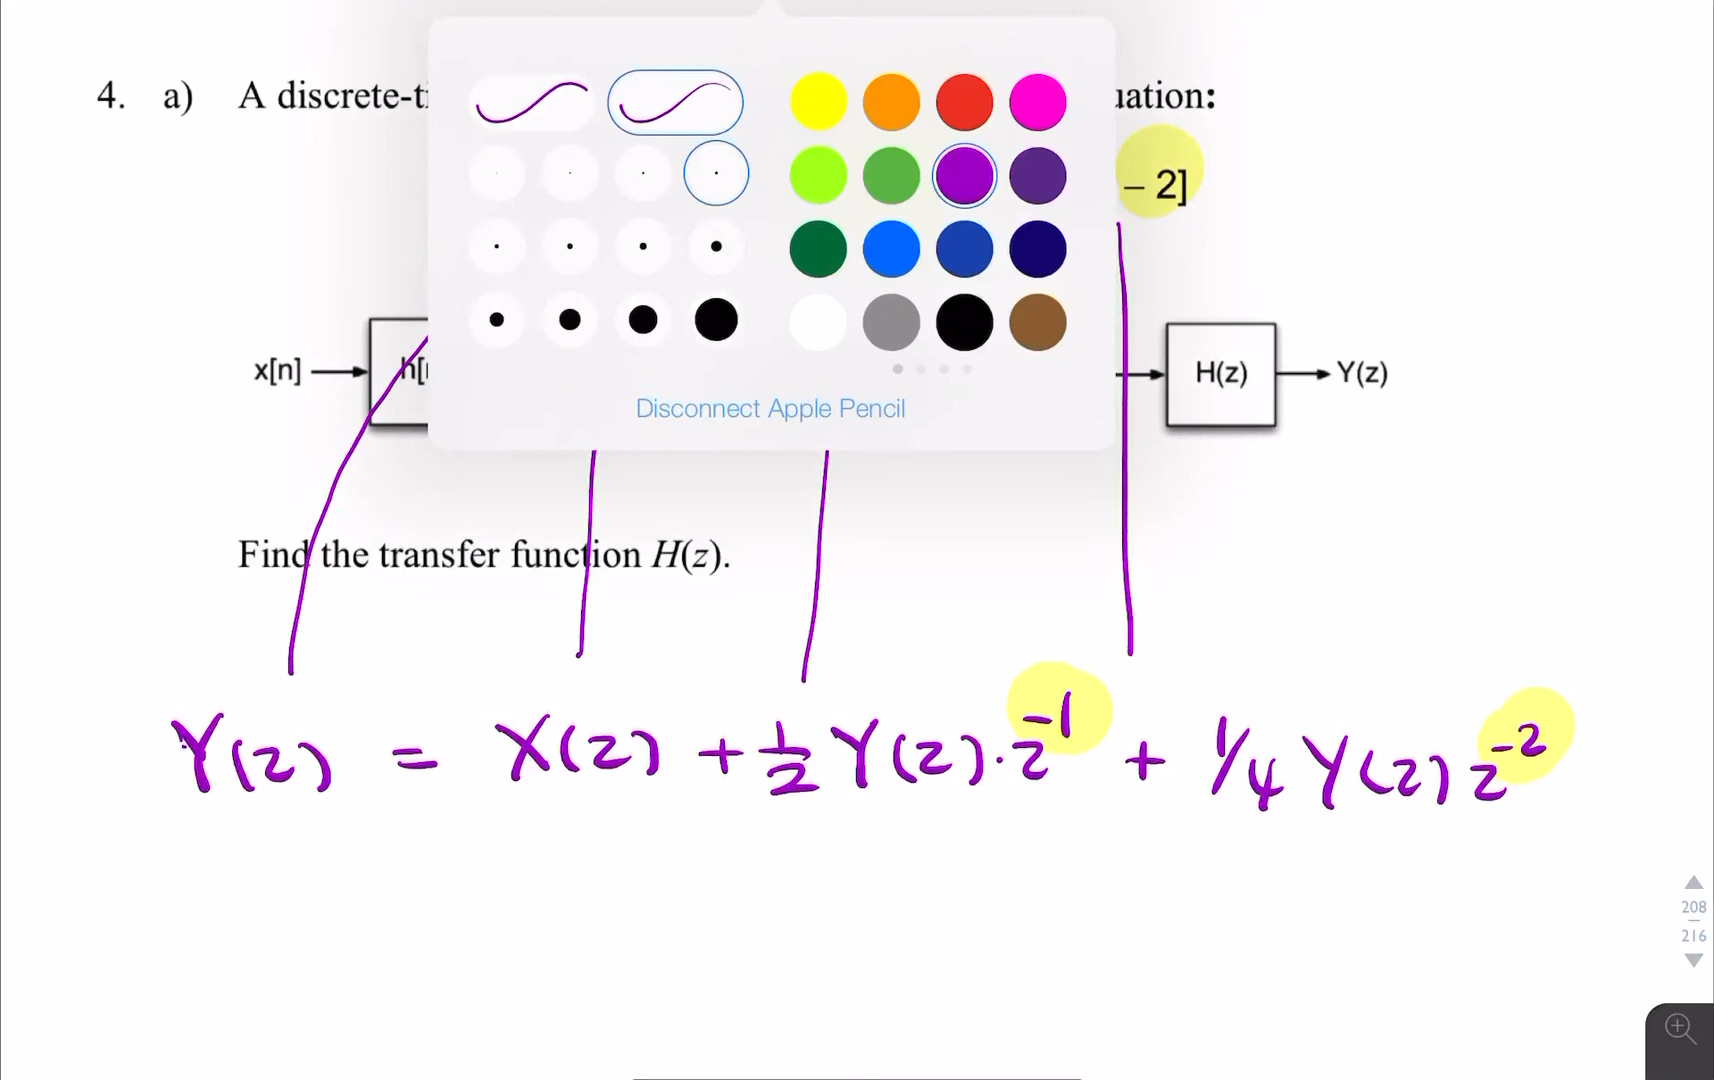 4. a) A discrete-ti
uation:
– 2]
x[n]
h[
H(z)
Y(z)
Disconnect Apple Pencil
Find the transfer function H(z).
Y(z) = X(z) + 1/2 Y(z) · z^-1 + 1/4 Y(z) z^-2
208
216